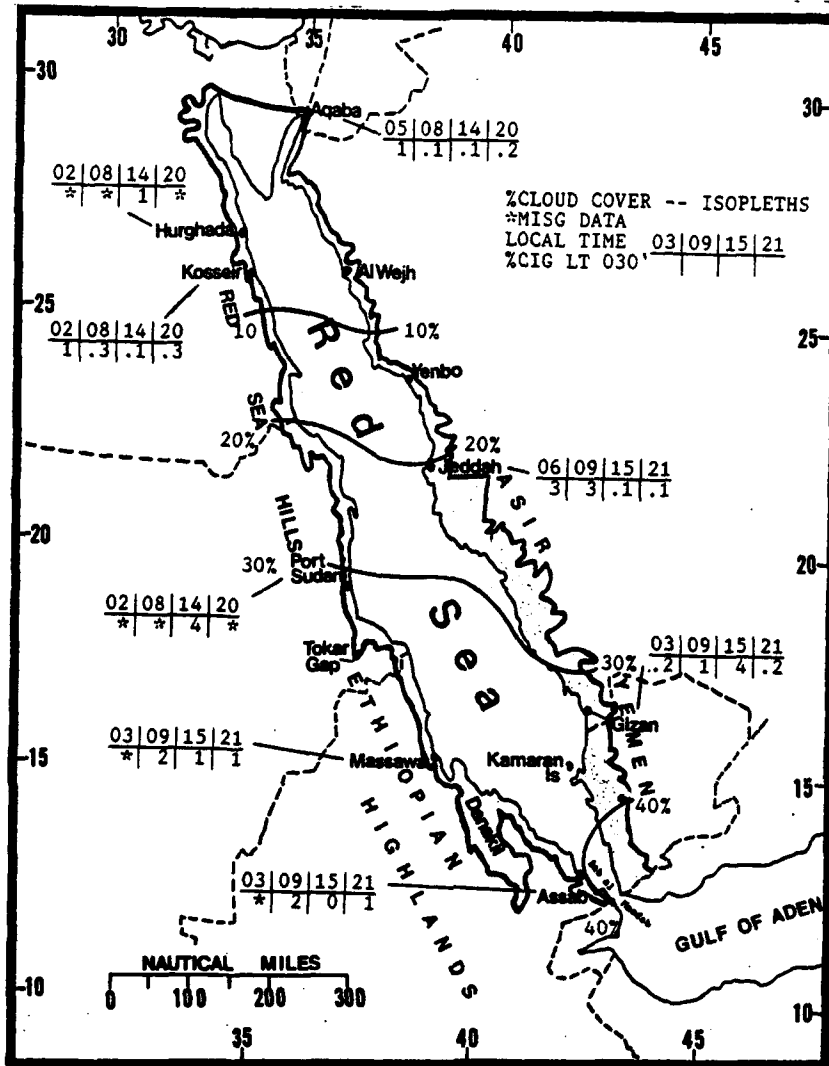 30 35 40 45
30
30
Aqaba
05|08|14|20
1|.1|.1|.2
02|08|14|20
*|*|1|*
%CLOUD COVER -- ISOPLETHS
*MISG DATA
LOCAL TIME 03|09|15|21
%CIG LT 030'
Hurghada
Kosseir
Al Wejh
25
25
RED
10
10%
02|08|14|20
1|.3|.1|.3
Red
Yenbo
SEA
20%
20%
Jeddah
06|09|15|21
3|3|.1|.1
ASIR
HILLS
20
20
30%
Port
Sudan
02|08|14|20
*|*|4|*
Sea
Tokar
Gap
03|09|15|21
..2|1|4|.2
30%
YEMEN
Gizan
ETHIOPIAN
HIGHLANDS
03|09|15|21
*|2|1|1
Massawa
Kamaran
Is
15
15
Danakil
40%
03|09|15|21
*|2|0|1
Assab
40%
GULF OF ADEN
NAUTICAL MILES
0 100 200 300
10
10
35 40 45